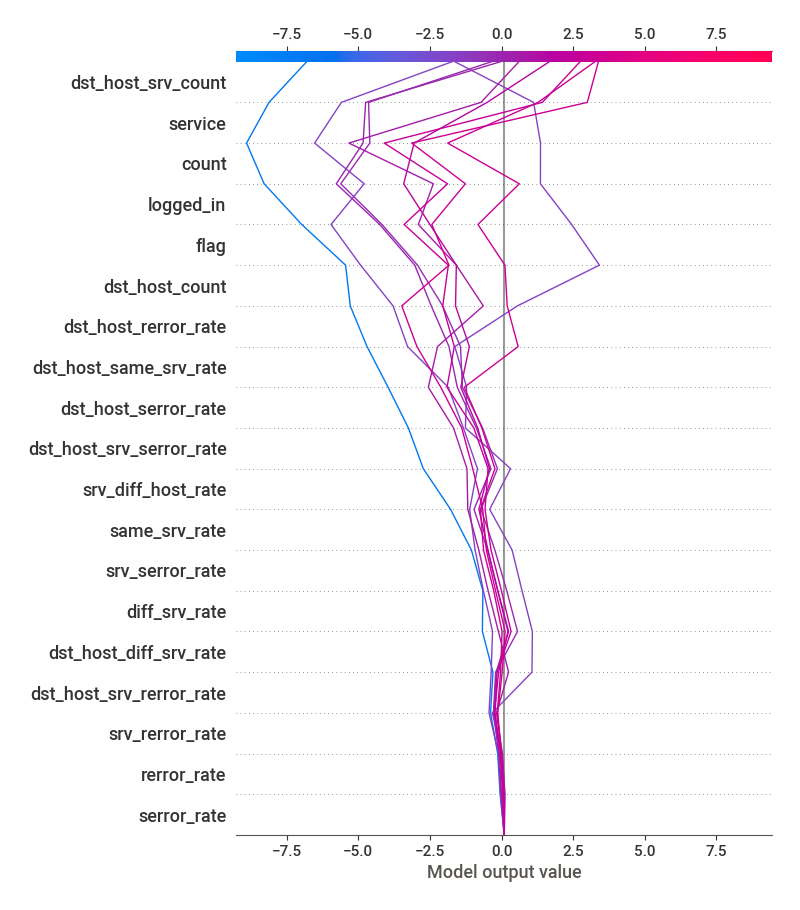 −7.5 −5.0 −2.5 0.0 2.5 5.0 7.5
dst_host_srv_count
service
count
logged_in
flag
dst_host_count
dst_host_rerror_rate
dst_host_same_srv_rate
dst_host_serror_rate
dst_host_srv_serror_rate
srv_diff_host_rate
same_srv_rate
srv_serror_rate
diff_srv_rate
dst_host_diff_srv_rate
dst_host_srv_rerror_rate
srv_rerror_rate
rerror_rate
serror_rate
−7.5 −5.0 −2.5 0.0 2.5 5.0 7.5
Model output value